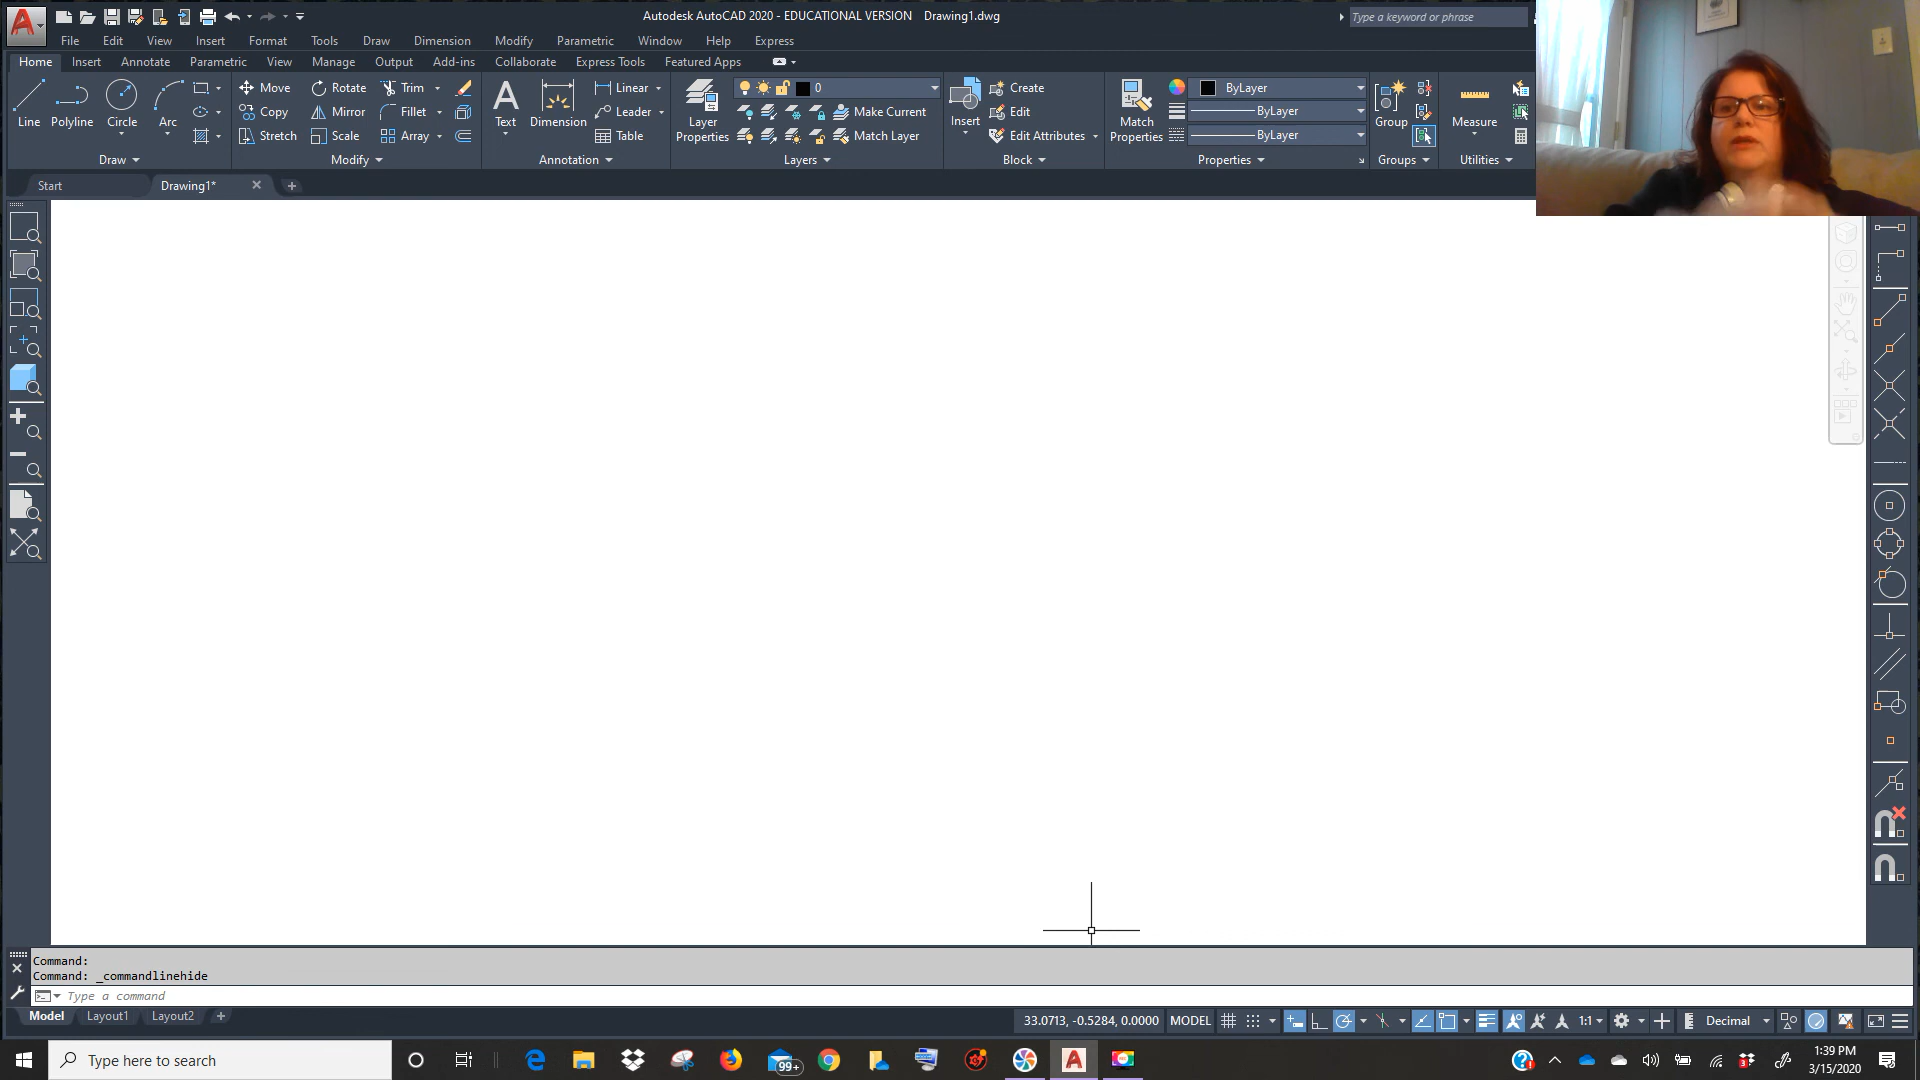 Autodesk AutoCAD 2020 - EDUCATIONAL VERSION Drawing1.dwg
Type a keyword or phrase
File Edit View Insert Format Tools Draw Dimension Modify Parametric Window Help Express
Home Insert Annotate Parametric View Manage Output Add-ins Collaborate Express Tools Featured Apps
Line Polyline Circle Arc
Move Rotate Trim
Copy Mirror Fillet
Stretch Scale Array
Text Dimension
Linear
Leader
Table
Layer Properties
0
Make Current
Match Layer
Insert
Create
Edit
Edit Attributes
Match Properties
ByLayer
ByLayer
ByLayer
Group
Measure
Draw Modify Annotation Layers Block Properties Groups Utilities
Start Drawing1*
Command:
Command: _commandlinehide
Type a command
Model Layout1 Layout2
33.0713, -0.5284, 0.0000 MODEL 1:1 Decimal
Type here to search
99+
1:39 PM
3/15/2020